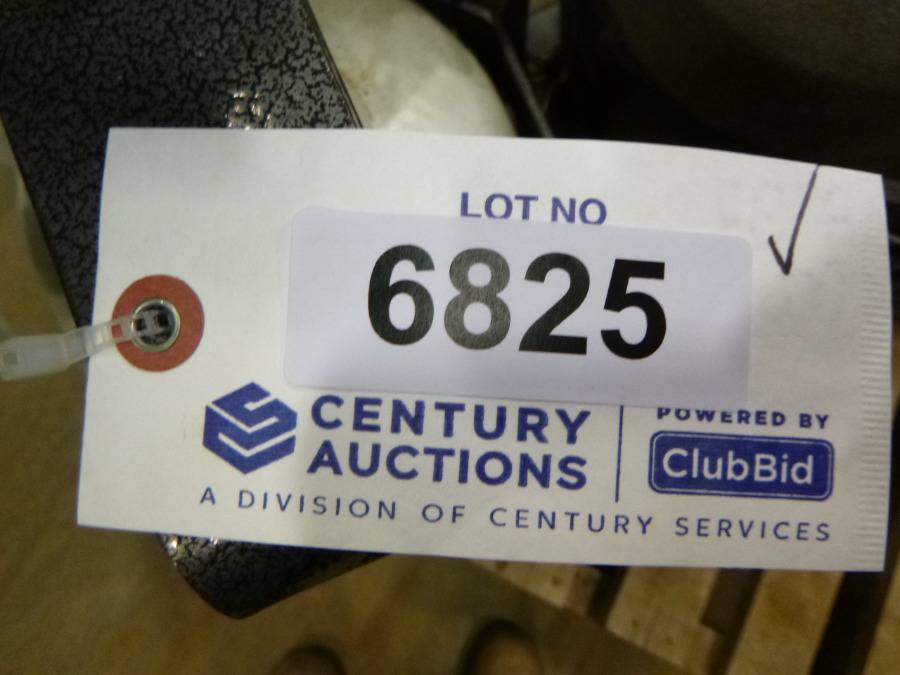 LOT NO
6825
CENTURY
AUCTIONS
POWERED BY
ClubBid
A DIVISION OF CENTURY SERVICES